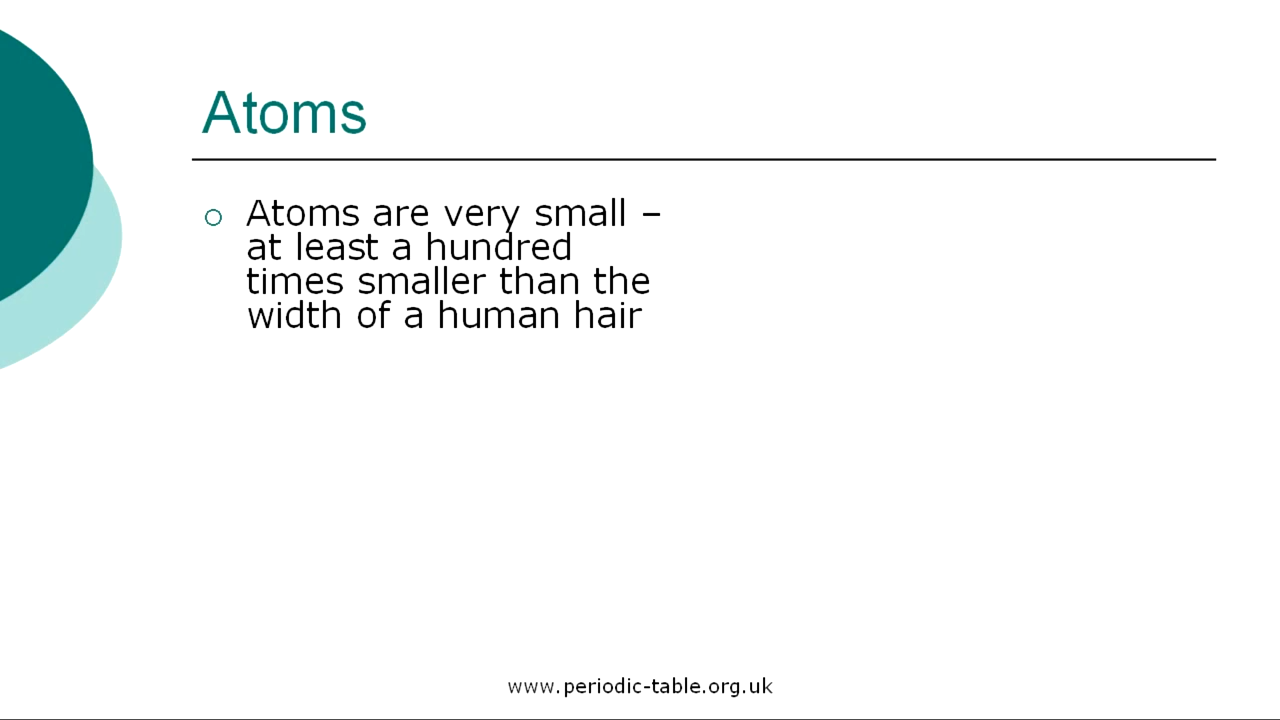 Atoms
Atoms are very small –
at least a hundred
times smaller than the
width of a human hair
www.periodic-table.org.uk